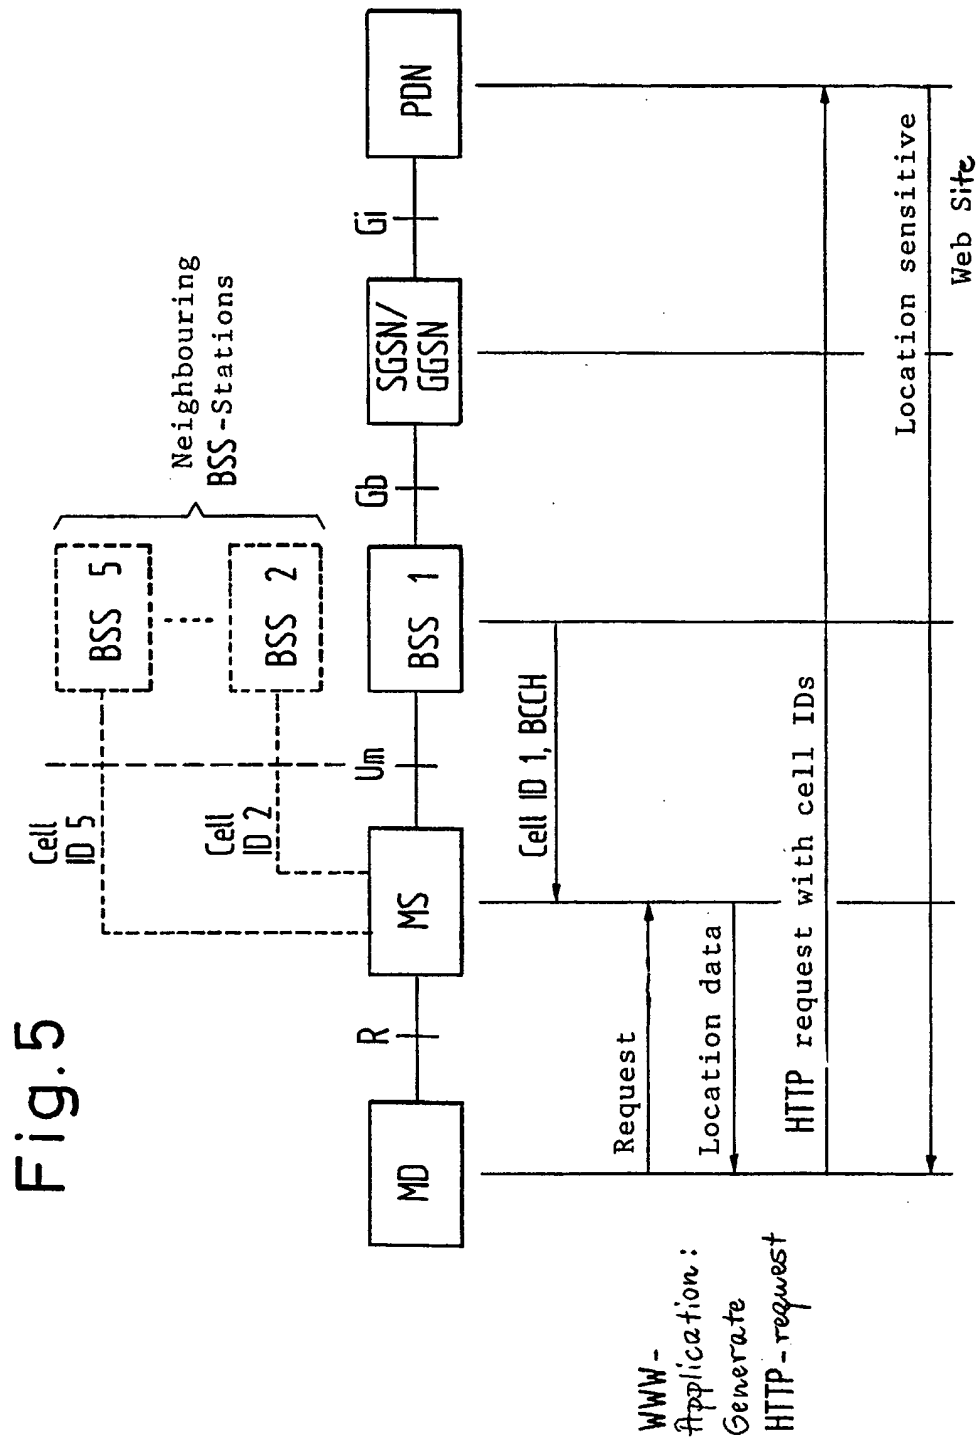 Fig.5
Cell
ID 5
Cell
ID 2
BSS 5
BSS 2
Neighbouring
BSS-Stations
MD
R
MS
Um
BSS 1
Gb
SGSN/
GGSN
Gi
PDN
Cell ID 1, BCCH
WWW-
Application:
Generate
HTTP-request
Request
Location data
HTTP request with cell IDs
Location sensitive
Web Site